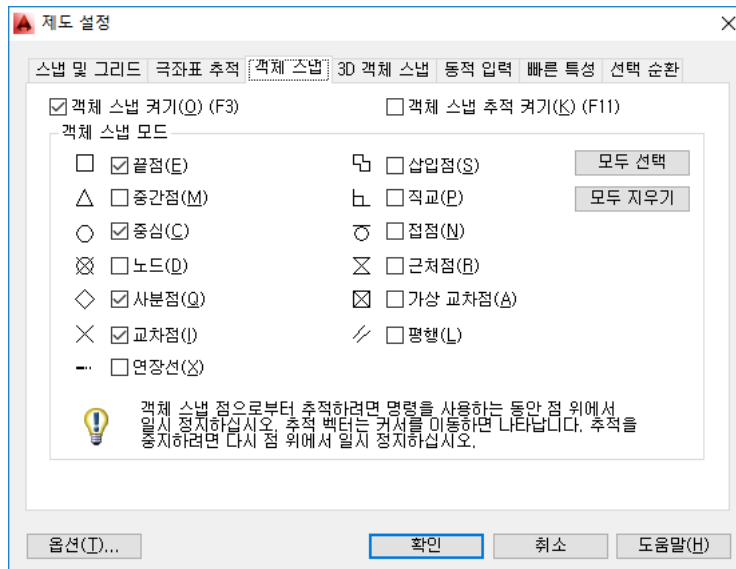 제도 설정
스냅 및 그리드 극좌표 추적 객체 스냅 3D 객체 스냅 동적 입력 빠른 특성 선택 순환
객체 스냅 켜기(O) (F3) 객체 스냅 추적 켜기(K) (F11)
객체 스냅 모드
끝점(E) 삽입점(S) 모두 선택
중간점(M) 직교(P) 모두 지우기
중심(C) 접점(N)
노드(D) 근처점(R)
사분점(Q) 가상 교차점(A)
교차점(I) 평행(L)
연장선(X)
객체 스냅 점으로부터 추적하려면 명령을 사용하는 동안 점 위에서
일시 정지하십시오. 추적 벡터는 커서를 이동하면 나타납니다. 추적을
중지하려면 다시 점 위에서 일시 정지하십시오.
옵션(T)... 확인 취소 도움말(H)